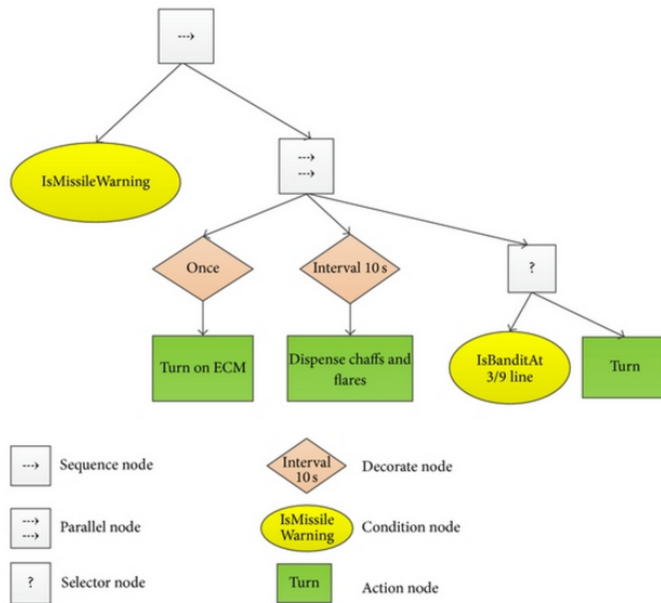 ⇢
IsMissileWarning
⇢
⇢
Once
Interval 10 s
?
Turn on ECM
Dispense chaffs and
flares
IsBanditAt
3/9 line
Turn
⇢
Sequence node
Interval
10 s
Decorate node
⇢
⇢
Parallel node
IsMissile
Warning
Condition node
?
Selector node
Turn
Action node